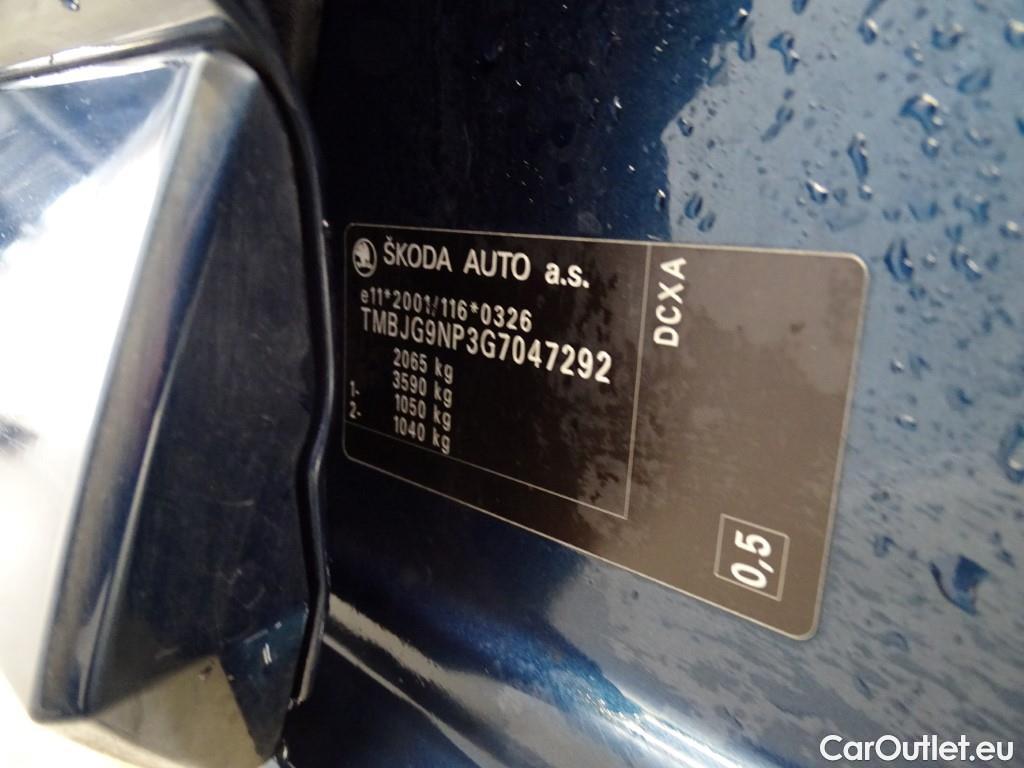 ŠKODA AUTO a.s.
e11*2001/116*0326
TMBJG9NP3G7047292
2065 kg
3590 kg
1- 1050 kg
2- 1040 kg
DCXA
0,5
CarOutlet.eu